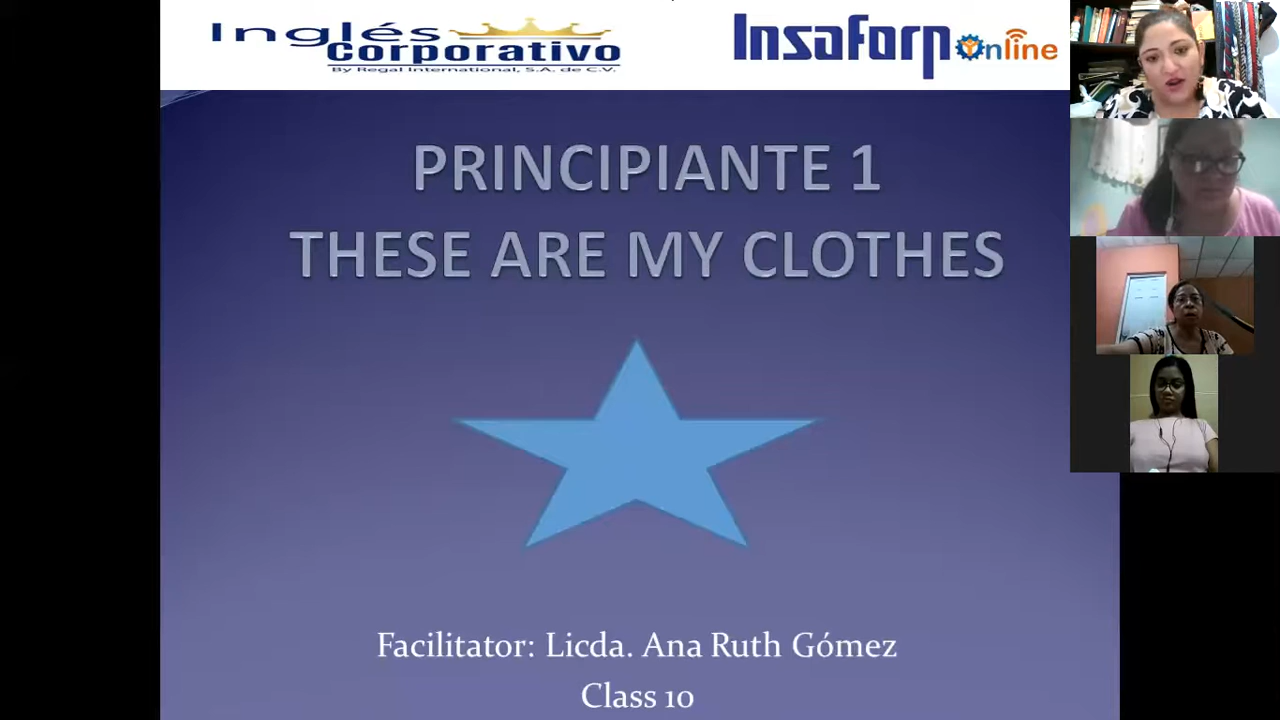 Inglés
Corporativo
By Regal International, S.A. de C.V.
Insaforp Online
PRINCIPIANTE 1
THESE ARE MY CLOTHES
Facilitator: Licda. Ana Ruth Gómez
Class 10